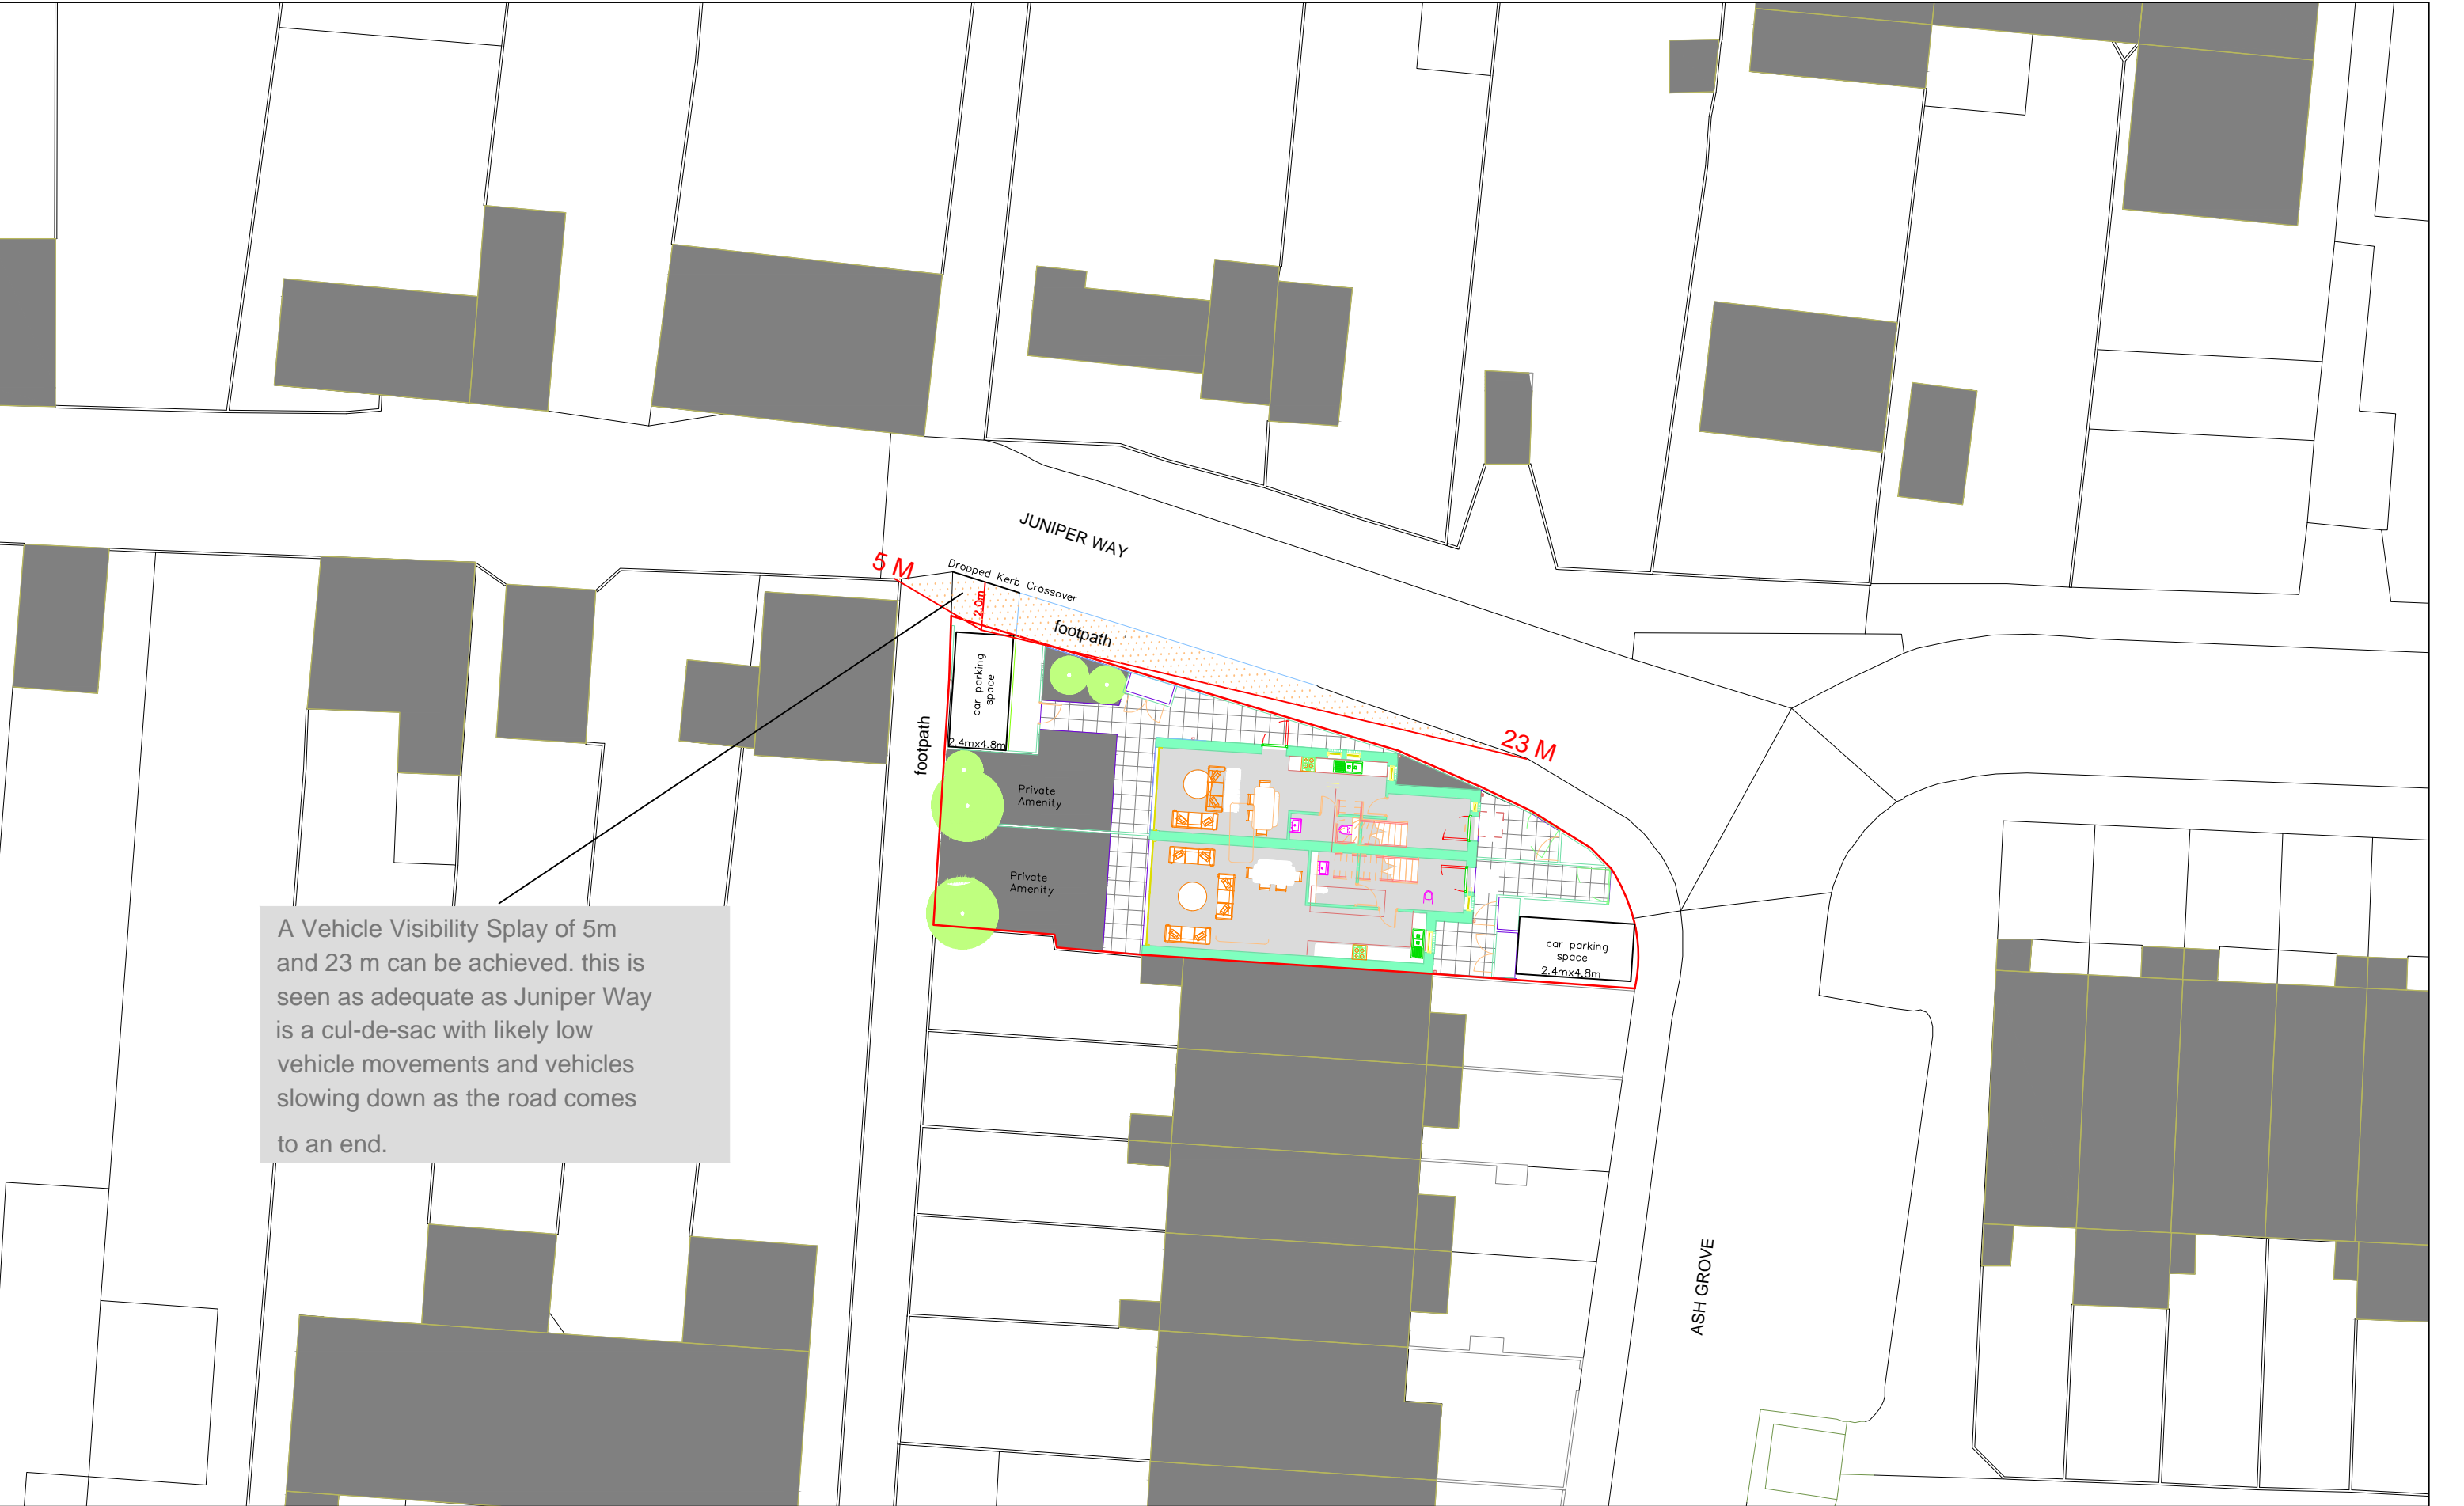 JUNIPER WAY
5 M
Dropped Kerb Crossover
2.0m
footpath
car parking
space
2.4mx4.8m
footpath
23 M
Private
Amenity
Private
Amenity
car parking
space
2.4mx4.8m
A Vehicle Visibility Splay of 5m
and 23 m can be achieved. this is
seen as adequate as Juniper Way
is a cul-de-sac with likely low
vehicle movements and vehicles
slowing down as the road comes
to an end.
ASH GROVE